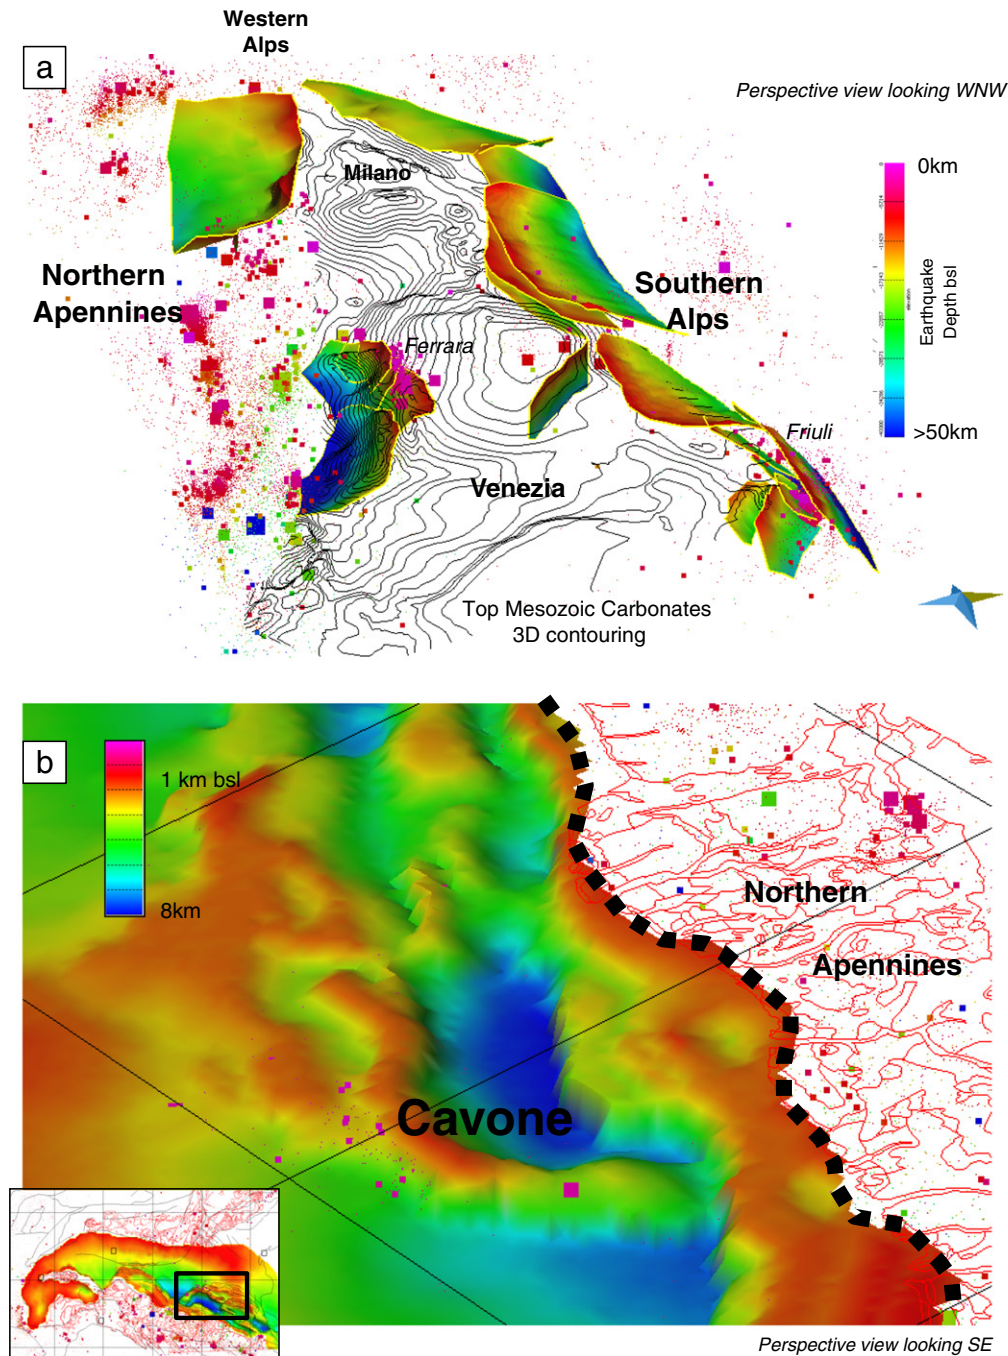 Western
Alps
a
Perspective view looking WNW
0km
Milano
Northern
Apennines
Southern
Alps
Earthquake
Depth bsl
Ferrara
>50km
Friuli
Venezia
Top Mesozoic Carbonates
3D contouring
b
1 km bsl
8km
Northern
Apennines
Cavone
Perspective view looking SE